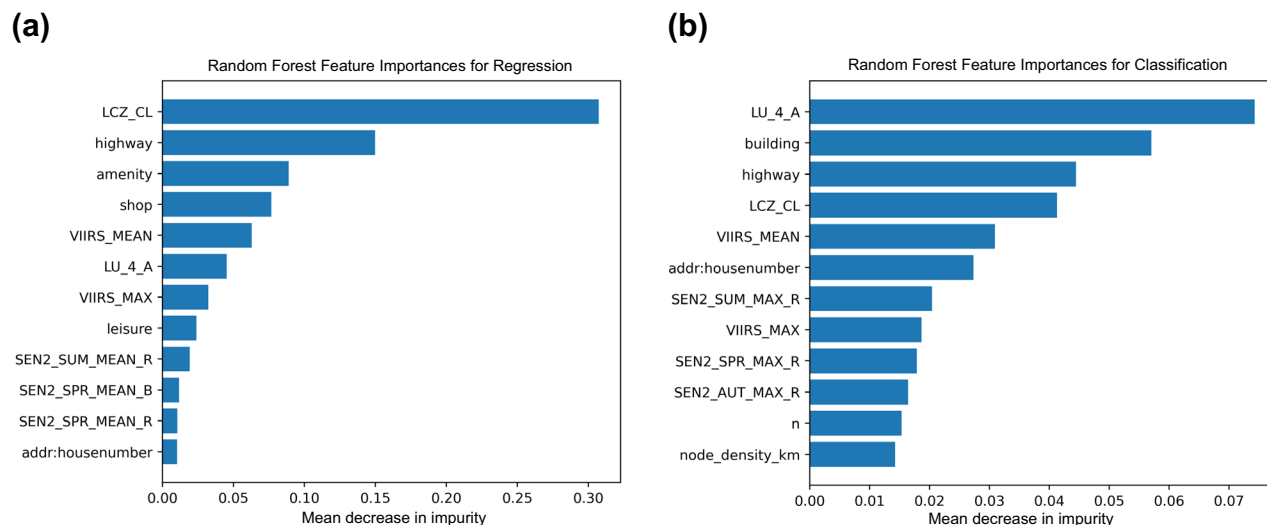 (a)
Random Forest Feature Importances for Regression
LCZ_CL
highway
amenity
shop
VIIRS_MEAN
LU_4_A
VIIRS_MAX
leisure
SEN2_SUM_MEAN_R
SEN2_SPR_MEAN_B
SEN2_SPR_MEAN_R
addr:housenumber
0.00 0.05 0.10 0.15 0.20 0.25 0.30
Mean decrease in impurity
(b)
Random Forest Feature Importances for Classification
LU_4_A
building
highway
LCZ_CL
VIIRS_MEAN
addr:housenumber
SEN2_SUM_MAX_R
VIIRS_MAX
SEN2_SPR_MAX_R
SEN2_AUT_MAX_R
n
node_density_km
0.00 0.01 0.02 0.03 0.04 0.05 0.06 0.07
Mean decrease in impurity